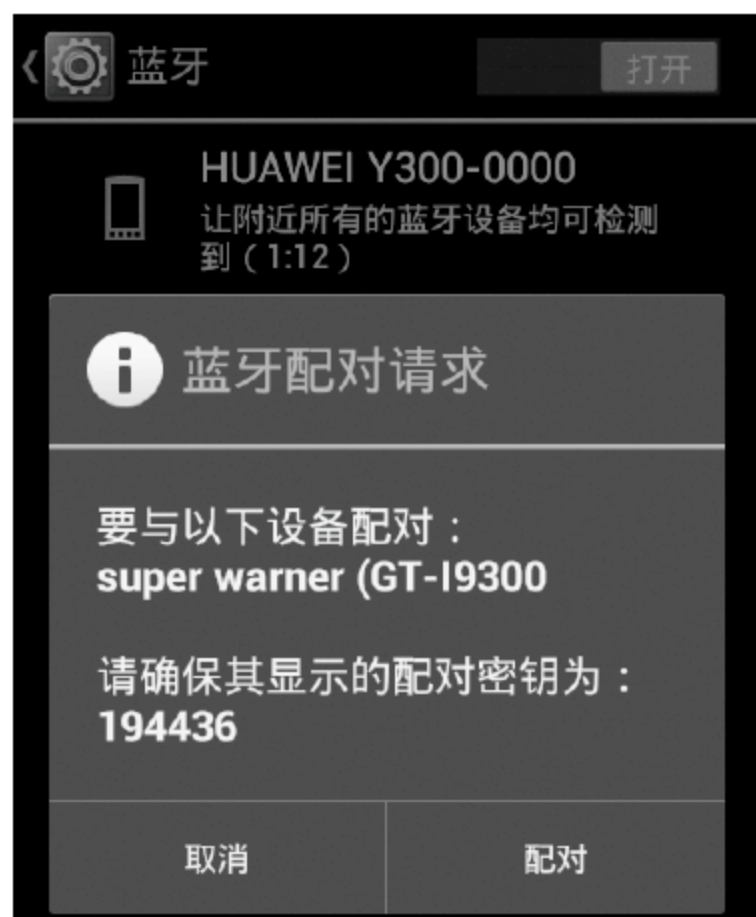 蓝牙
打开
HUAWEI Y300-0000
让附近所有的蓝牙设备均可检测
到（1:12）
蓝牙配对请求
要与以下设备配对：
super warner (GT-I9300
请确保其显示的配对密钥为：
194436
取消
配对